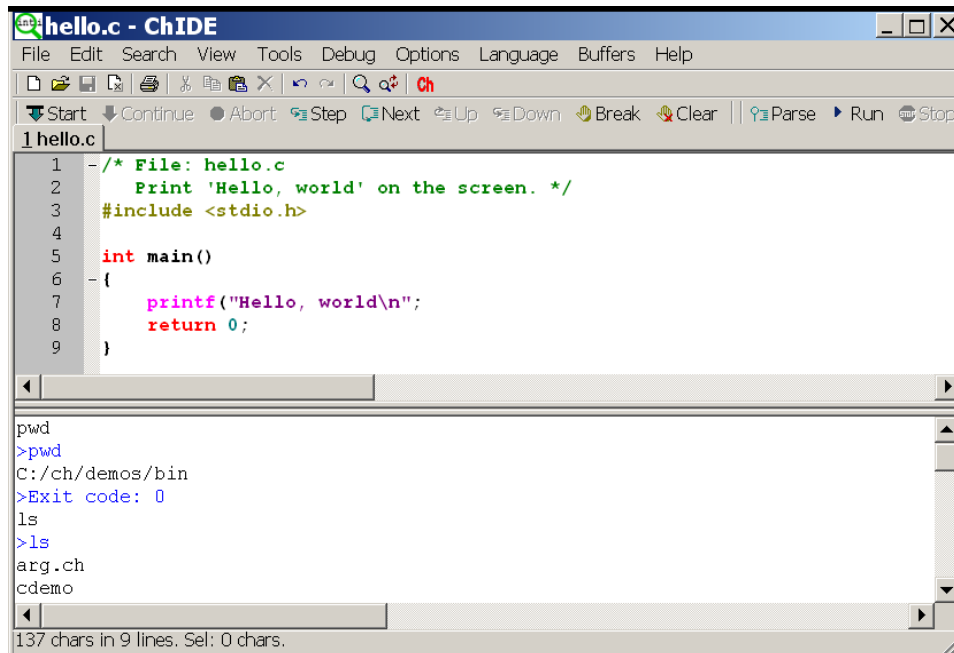 hello.c - ChIDE
File Edit Search View Tools Debug Options Language Buffers Help
Ch
Start Continue Abort Step Next Up Down Break Clear Parse Run Stop
1 hello.c
1 /* File: hello.c
2 Print 'Hello, world' on the screen. */
3 #include <stdio.h>
4
5 int main()
6 {
7 printf("Hello, world\n";
8 return 0;
9 }
pwd
>pwd
C:/ch/demos/bin
>Exit code: 0
ls
>ls
arg.ch
cdemo
137 chars in 9 lines. Sel: 0 chars.